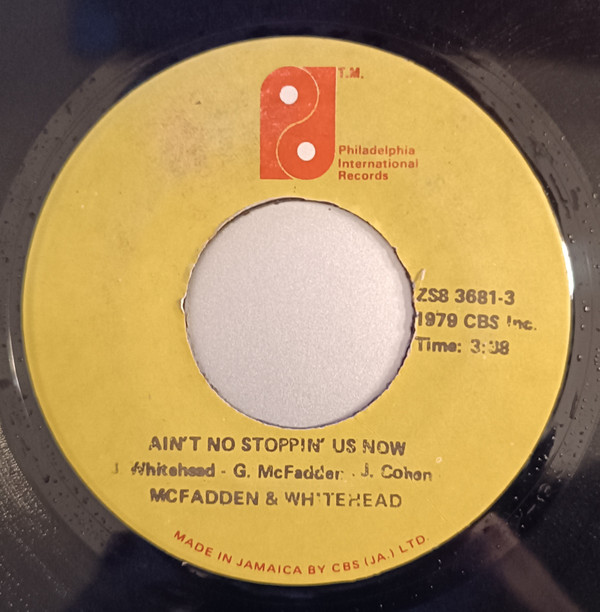 T.M.
Philadelphia
International
Records
ZS8 3681-3
1979 CBS Inc.
Time: 3:38
AIN'T NO STOPPIN' US NOW
J. Whitehead - G. McFadden - J. Cohen
MCFADDEN & WHITEHEAD
MADE IN JAMAICA BY CBS (JA.) LTD.